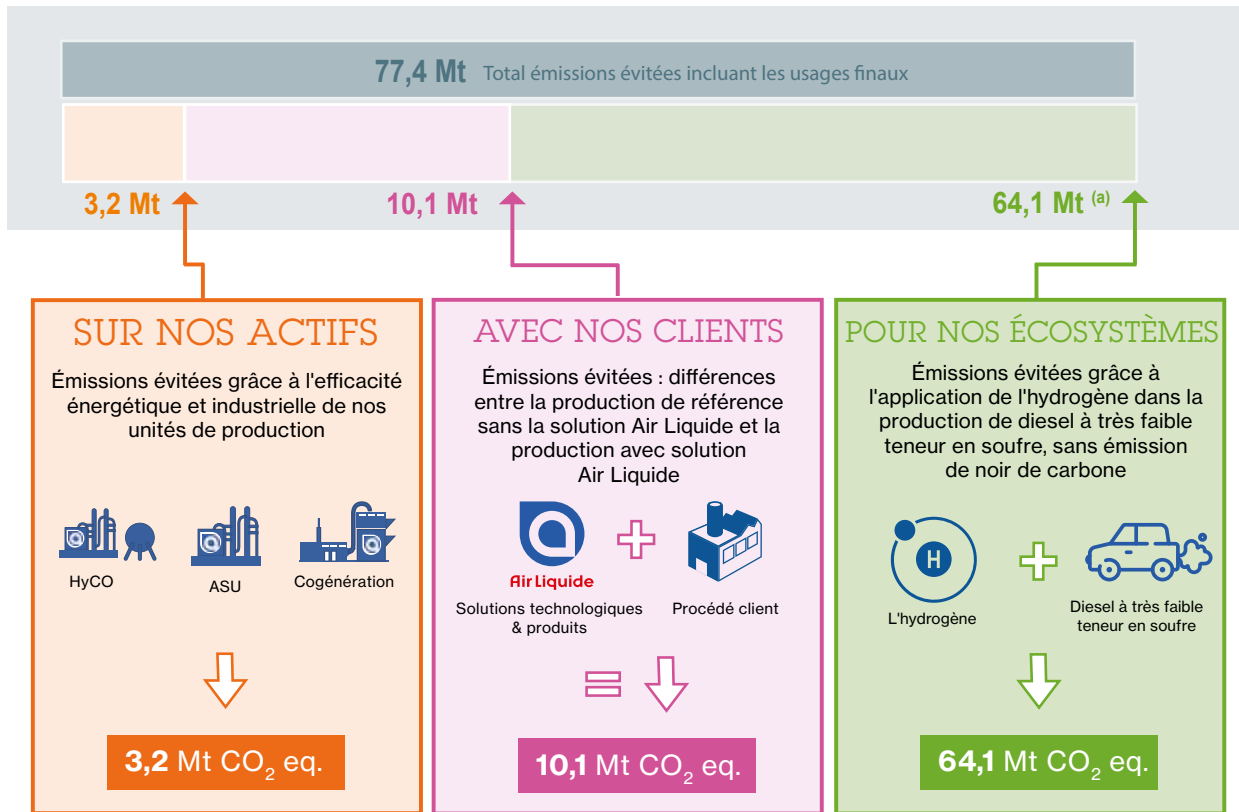 77,4 Mt Total émissions évitées incluant les usages finaux
3,2 Mt
10,1 Mt
64,1 Mt (a)
SUR NOS ACTIFS
Émissions évitées grâce à l'efficacité
énergétique et industrielle de nos
unités de production
HyCO
ASU
Cogénération
3,2 Mt CO₂ eq.
AVEC NOS CLIENTS
Émissions évitées : différences
entre la production de référence
sans la solution Air Liquide et la
production avec solution
Air Liquide
Air Liquide
Solutions technologiques
& produits
Procédé client
10,1 Mt CO₂ eq.
POUR NOS ÉCOSYSTÈMES
Émissions évitées grâce à
l'application de l'hydrogène dans la
production de diesel à très faible
teneur en soufre, sans émission
de noir de carbone
H
L'hydrogène
Diesel à très faible
teneur en soufre
64,1 Mt CO₂ eq.